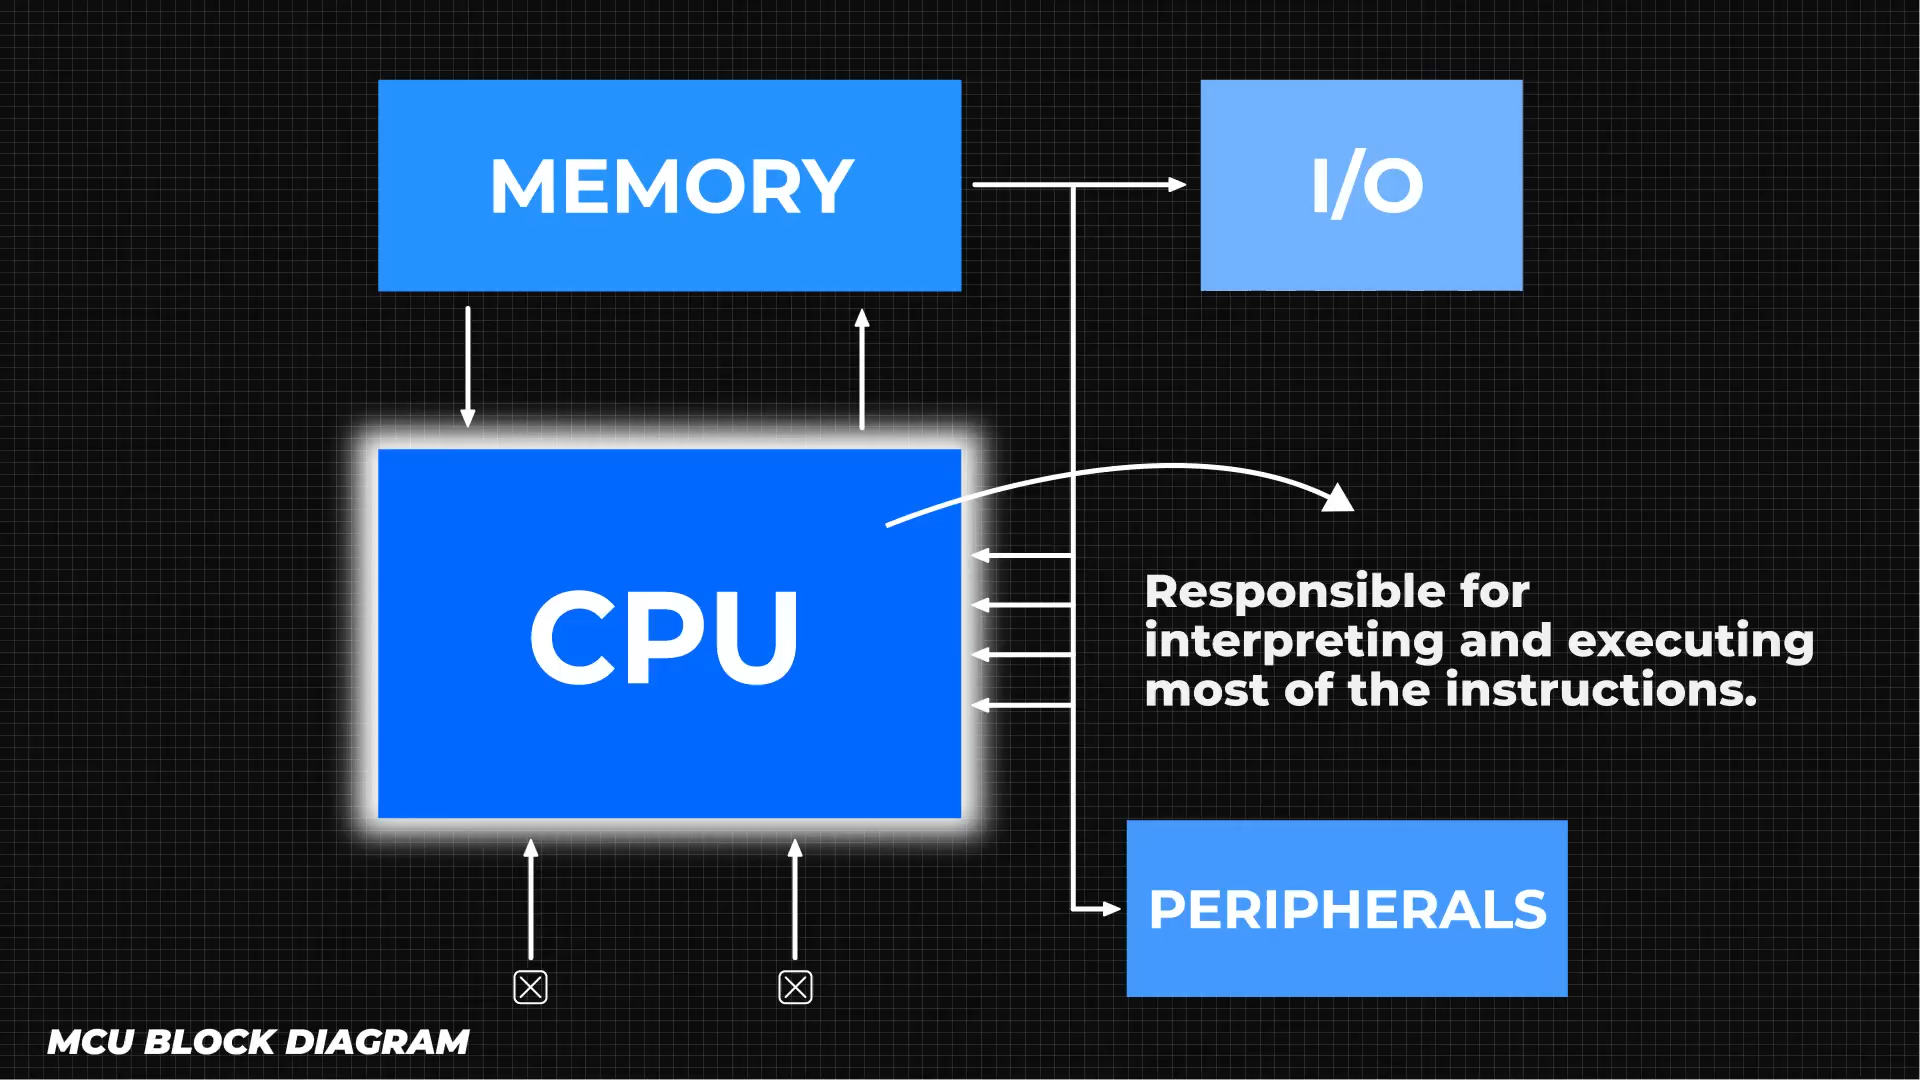 MEMORY
I/O
CPU
Responsible for
interpreting and executing
most of the instructions.
PERIPHERALS
MCU BLOCK DIAGRAM